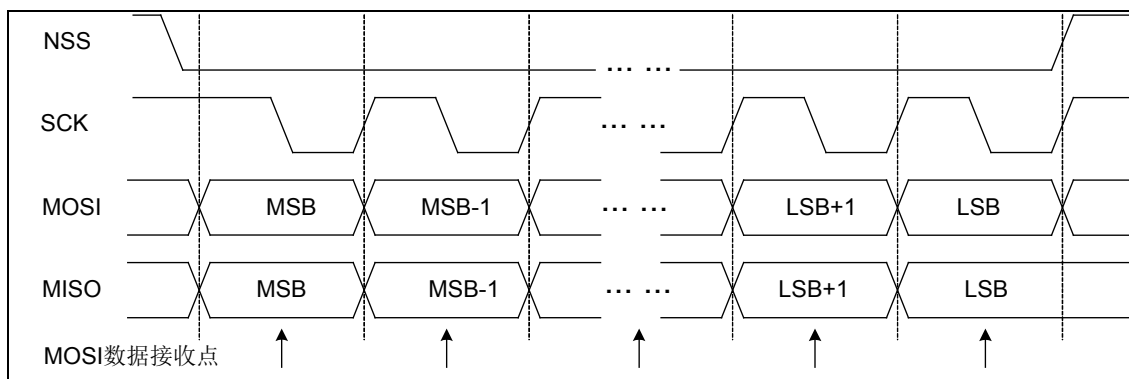 NSS
... ...
SCK
... ...
MOSI MSB MSB-1 ... ... LSB+1 LSB
MISO MSB MSB-1 ... ... LSB+1 LSB
MOSI数据接收点